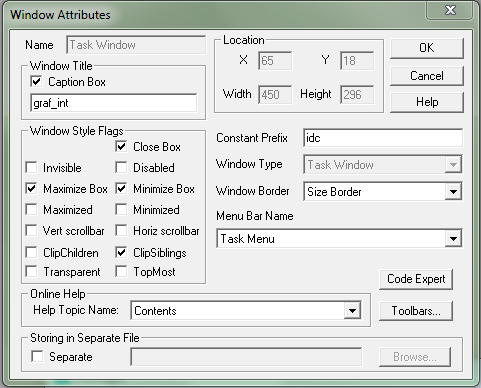 Window Attributes
Name Task Window
Window Title
Caption Box
graf_int
Location
X 65 Y 18
Width 450 Height 296
OK
Cancel
Help
Window Style Flags
Close Box
Invisible Disabled
Maximize Box Minimize Box
Maximized Minimized
Vert scrollbar Horiz scrollbar
ClipChildren ClipSiblings
Transparent TopMost
Constant Prefix idc
Window Type Task Window
Window Border Size Border
Menu Bar Name
Task Menu
Code Expert
Online Help
Help Topic Name: Contents
Toolbars...
Storing in Separate File
Separate Browse...